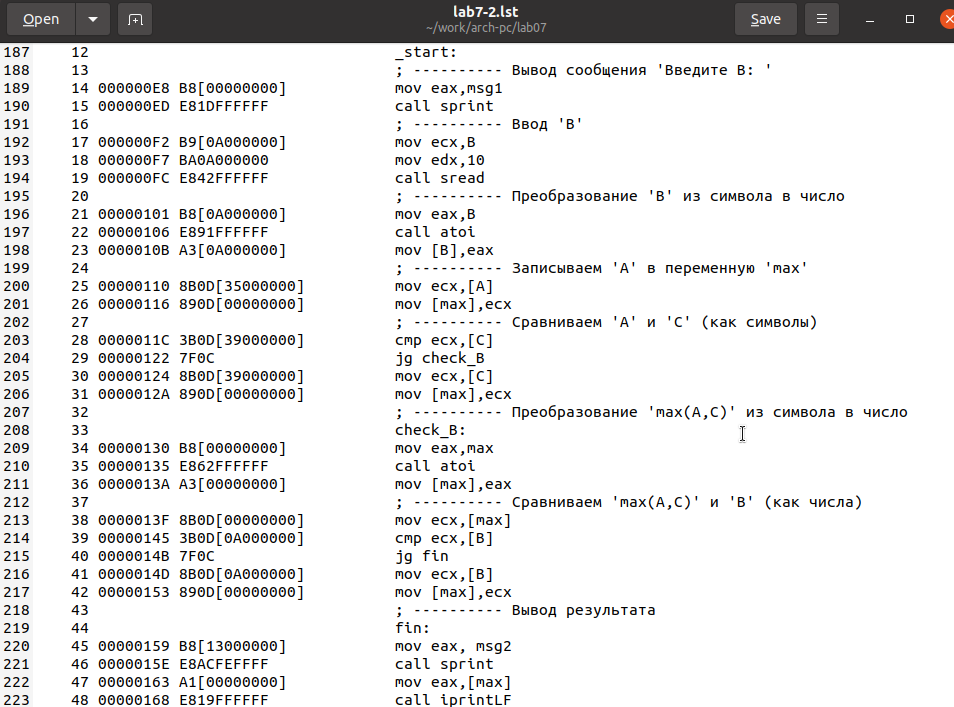 Open
lab7-2.lst
~/work/arch-pc/lab07
Save
187 12 _start:
188 13 ; ---------- Вывод сообщения 'Введите B: '
189 14 000000E8 B8[00000000] mov eax,msg1
190 15 000000ED E81DFFFFFF call sprint
191 16 ; ---------- Ввод 'B'
192 17 000000F2 B9[0A000000] mov ecx,B
193 18 000000F7 BA0A000000 mov edx,10
194 19 000000FC E842FFFFFF call sread
195 20 ; ---------- Преобразование 'B' из символа в число
196 21 00000101 B8[0A000000] mov eax,B
197 22 00000106 E891FFFFFF call atoi
198 23 0000010B A3[0A000000] mov [B],eax
199 24 ; ---------- Записываем 'A' в переменную 'max'
200 25 00000110 8B0D[35000000] mov ecx,[A]
201 26 00000116 890D[00000000] mov [max],ecx
202 27 ; ---------- Сравниваем 'A' и 'C' (как символы)
203 28 0000011C 3B0D[39000000] cmp ecx,[C]
204 29 00000122 7F0C jg check_B
205 30 00000124 8B0D[39000000] mov ecx,[C]
206 31 0000012A 890D[00000000] mov [max],ecx
207 32 ; ---------- Преобразование 'max(A,C)' из символа в число
208 33 check_B:
209 34 00000130 B8[00000000] mov eax,max
210 35 00000135 E862FFFFFF call atoi
211 36 0000013A A3[00000000] mov [max],eax
212 37 ; ---------- Сравниваем 'max(A,C)' и 'B' (как числа)
213 38 0000013F 8B0D[00000000] mov ecx,[max]
214 39 00000145 3B0D[0A000000] cmp ecx,[B]
215 40 0000014B 7F0C jg fin
216 41 0000014D 8B0D[0A000000] mov ecx,[B]
217 42 00000153 890D[00000000] mov [max],ecx
218 43 ; ---------- Вывод результата
219 44 fin:
220 45 00000159 B8[13000000] mov eax, msg2
221 46 0000015E E8ACFEFFFF call sprint
222 47 00000163 A1[00000000] mov eax,[max]
223 48 00000168 E819FFFFFF call iprintLF